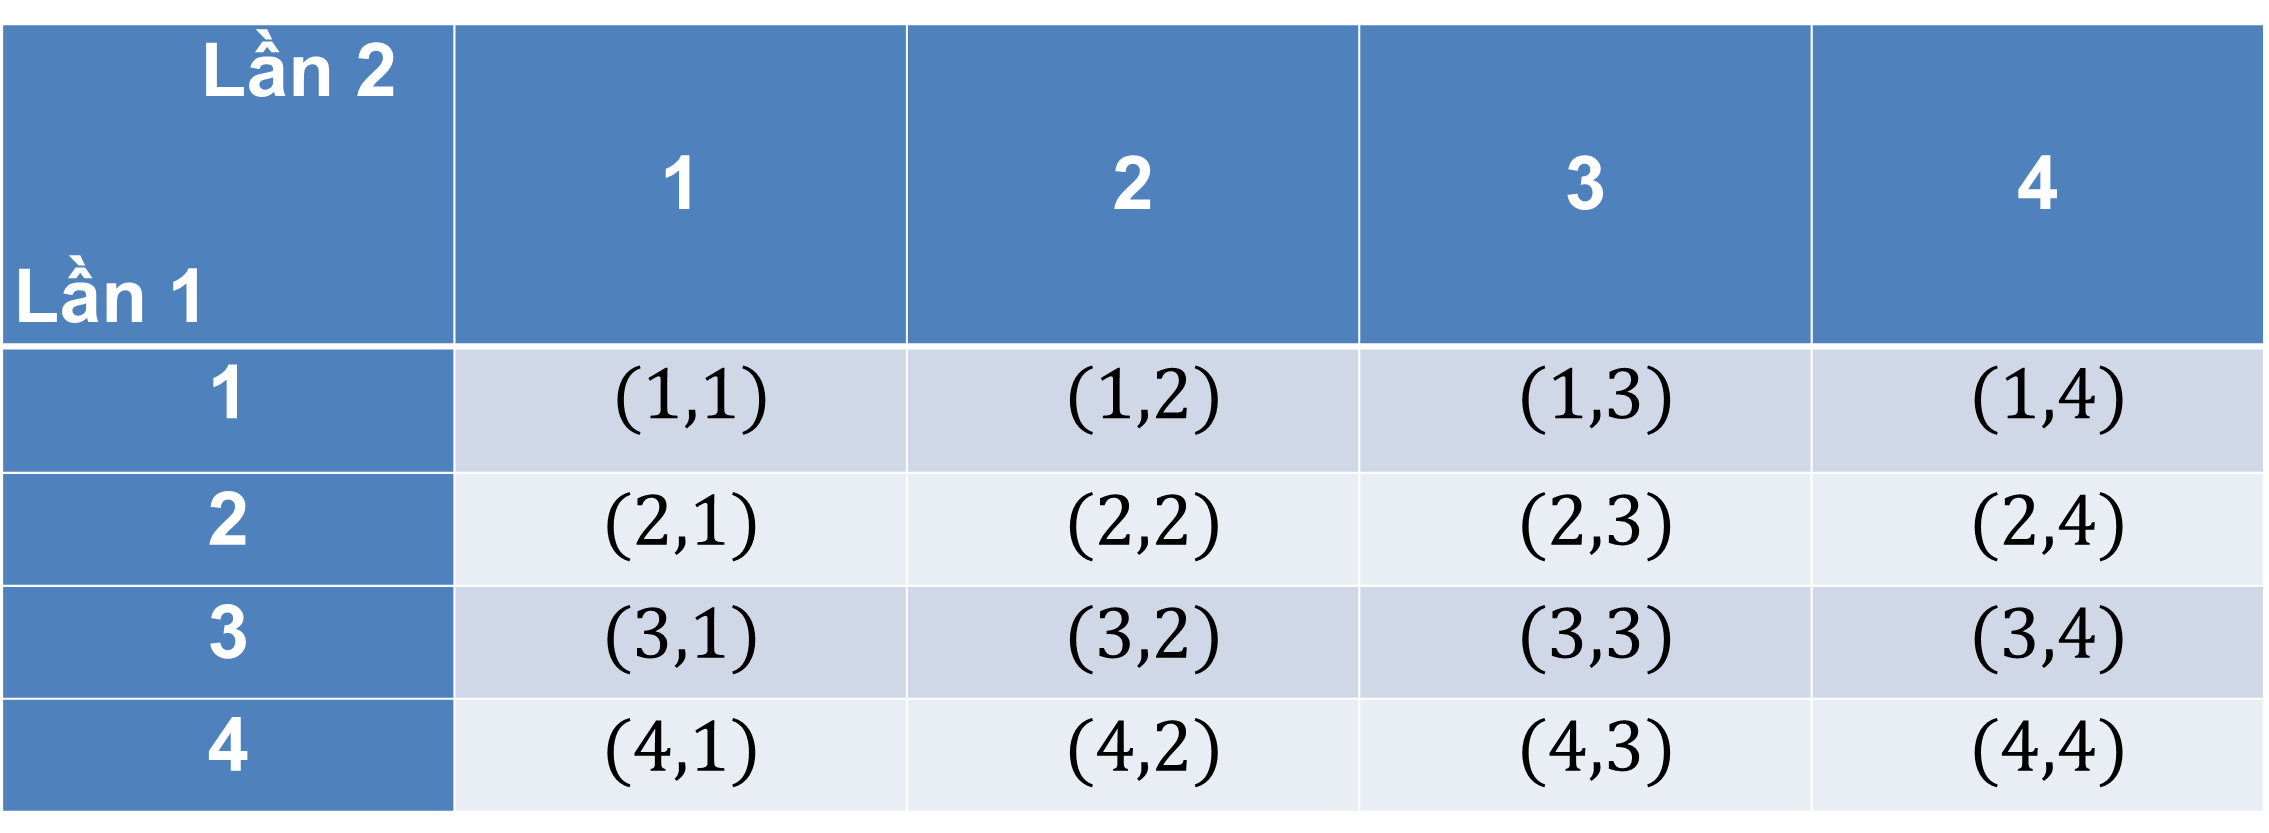 Lần 2
Lần 1
1 2 3 4
1 (1,1) (1,2) (1,3) (1,4)
2 (2,1) (2,2) (2,3) (2,4)
3 (3,1) (3,2) (3,3) (3,4)
4 (4,1) (4,2) (4,3) (4,4)